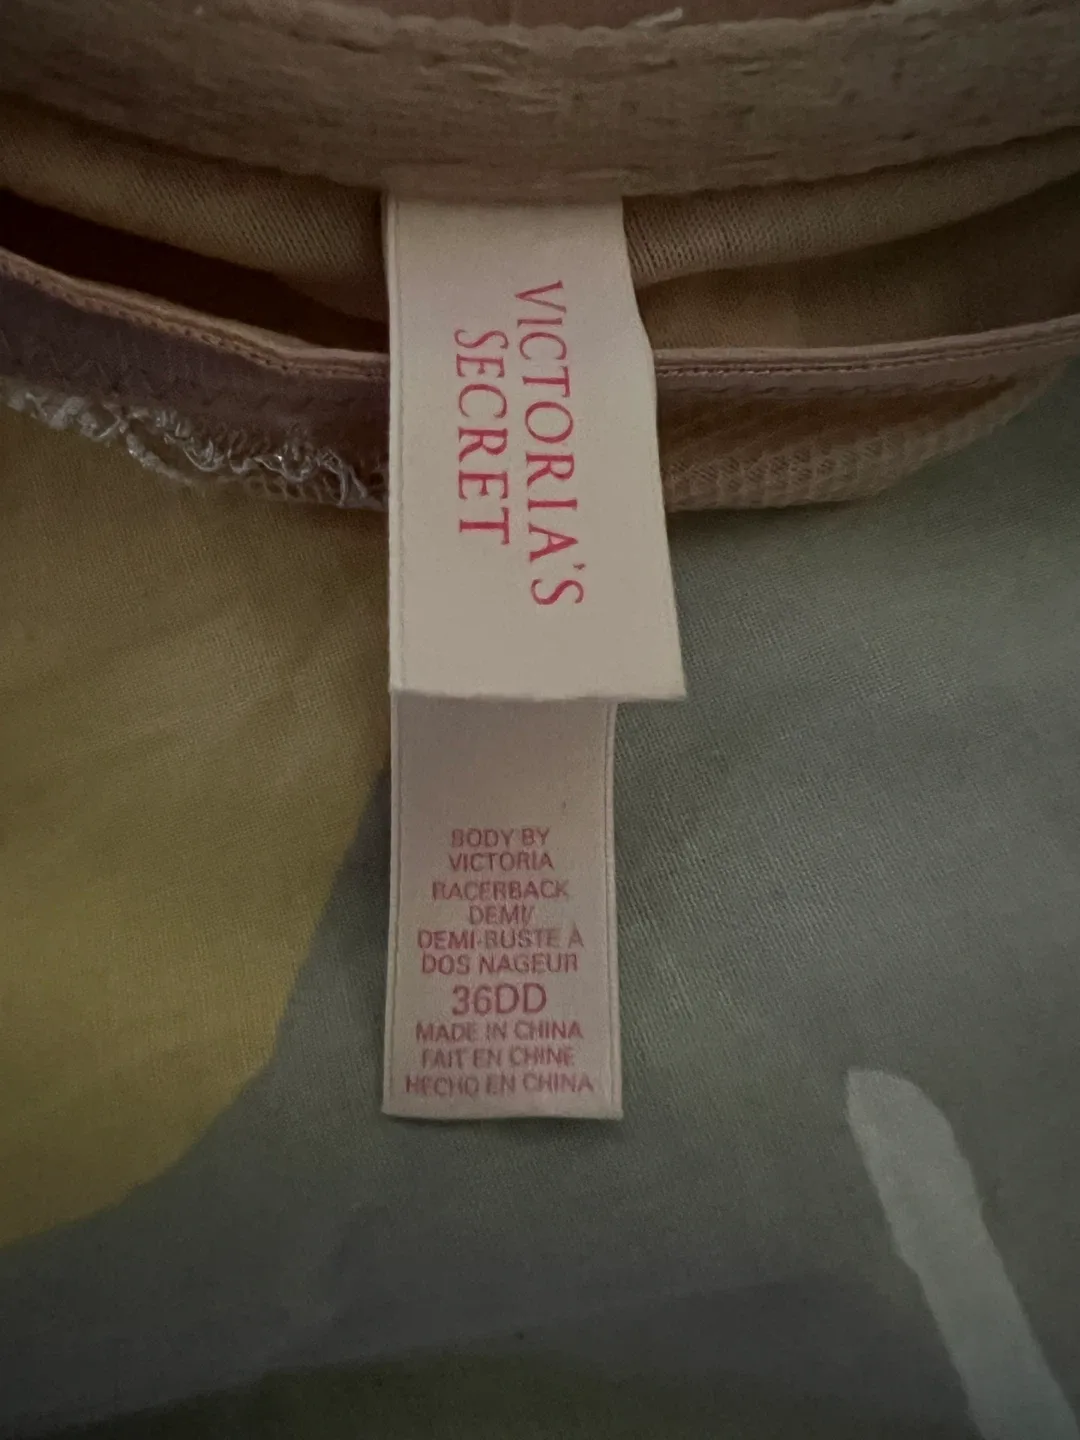 VICTORIA'S
SECRET
BODY BY
VICTORIA
RACERBACK
DEMI/
DEMI-BUSTE À
DOS NAGEUR
36DD
MADE IN CHINA
FAIT EN CHINE
HECHO EN CHINA